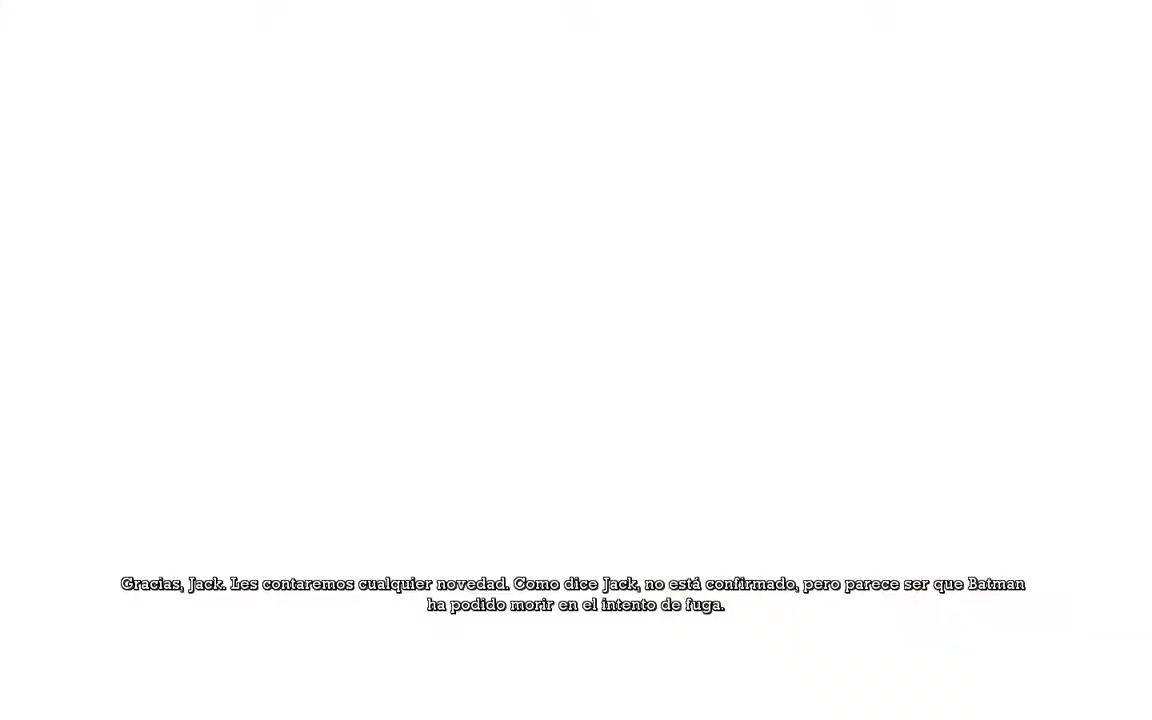 Gracias, Jack. Les contaremos cualquier novedad. Como dice Jack, no está confirmado, pero parece ser que Batman
ha podido morir en el intento de fuga.